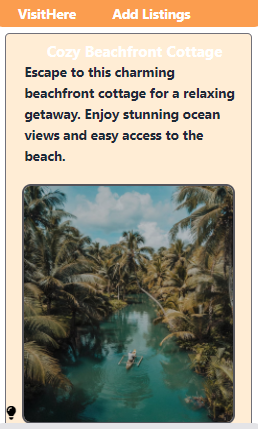 VisitHere Add Listings
Cozy Beachfront Cottage
Escape to this charming
beachfront cottage for a relaxing
getaway. Enjoy stunning ocean
views and easy access to the
beach.